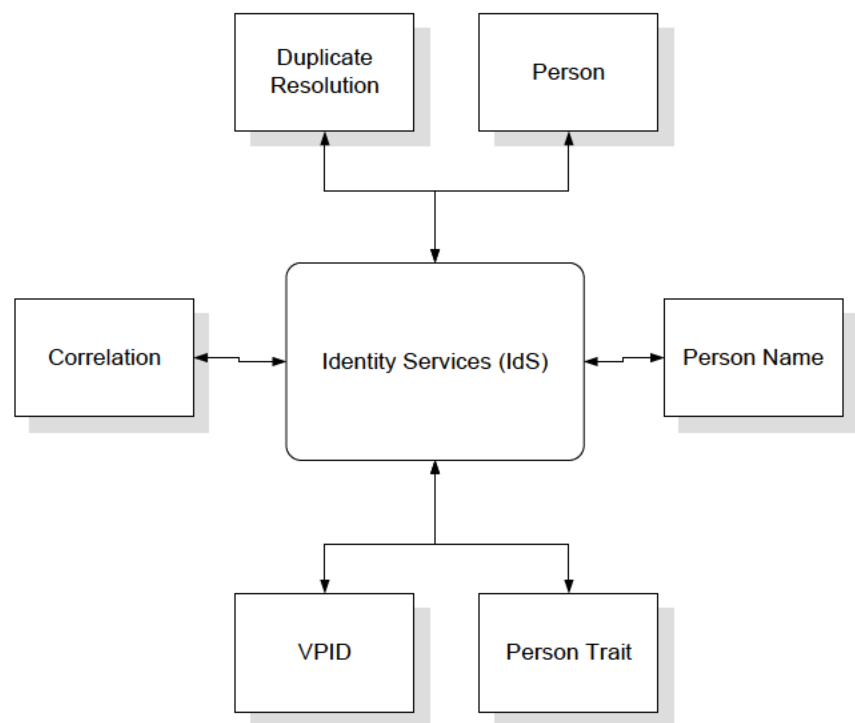 Duplicate
Resolution
Person
Correlation
Identity Services (IdS)
Person Name
VPID
Person Trait